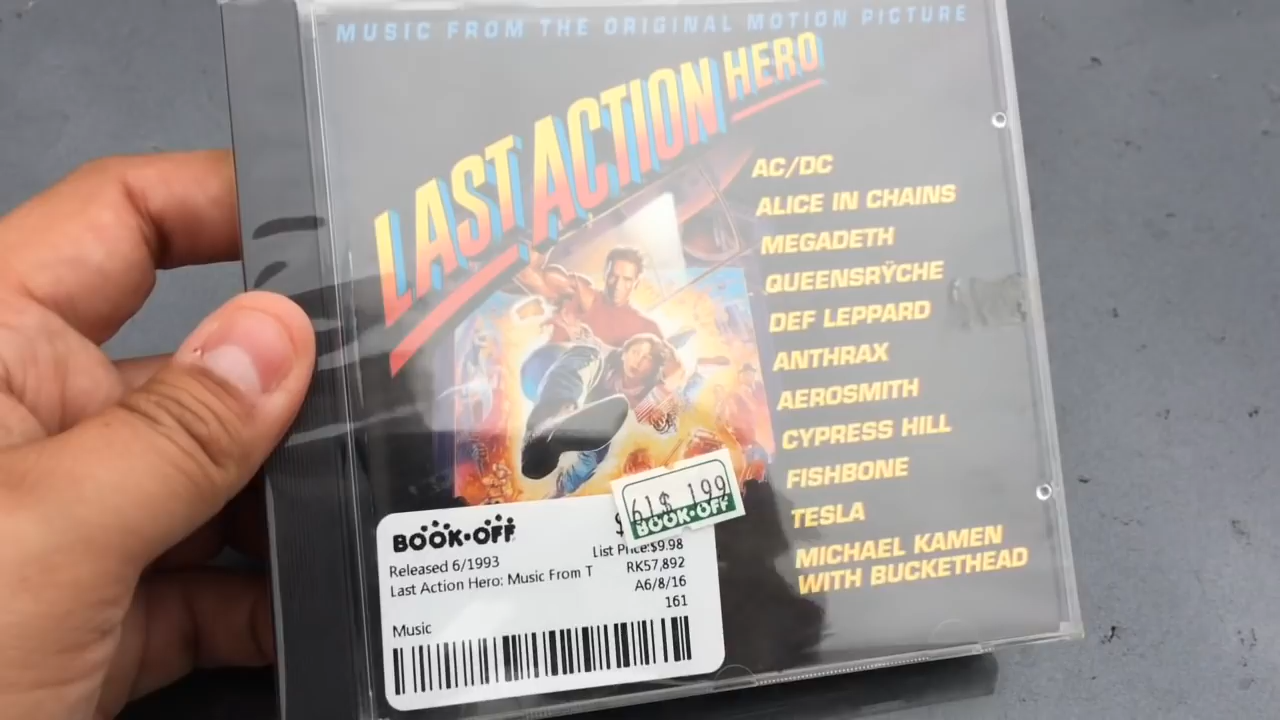 MUSIC FROM THE ORIGINAL MOTION PICTURE
LAST ACTION HERO
AC/DC
ALICE IN CHAINS
MEGADETH
QUEENSRŸCHE
DEF LEPPARD
ANTHRAX
AEROSMITH
CYPRESS HILL
FISHBONE
TESLA
MICHAEL KAMEN
WITH BUCKETHEAD
61$ 199
BOOK·OFF
BOOK·OFF
$
List Price:$9.98
Released 6/1993
RK57,892
Last Action Hero: Music From T
A6/8/16
161
Music